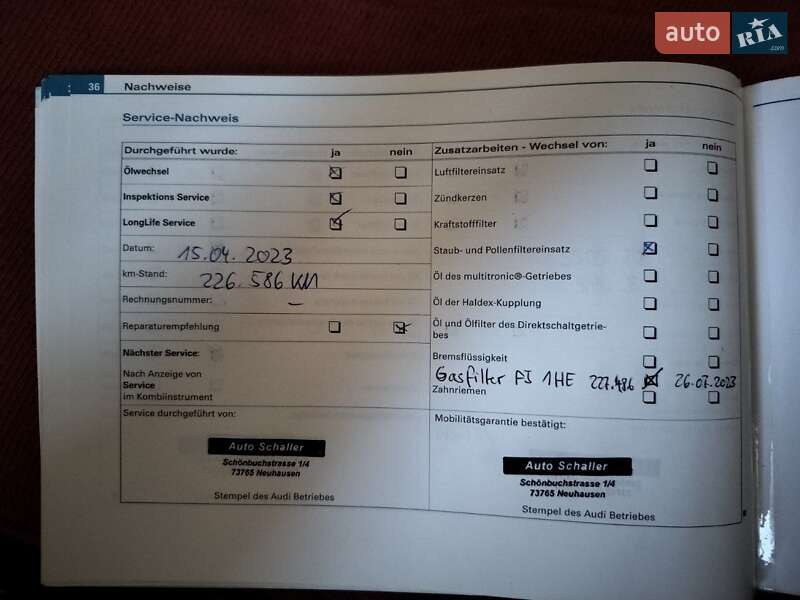 auto RIA .com
36 Nachweise
Service-Nachweis
Durchgeführt wurde: ja nein
Ölwechsel
Inspektions Service
LongLife Service
Datum: 15.04.2023
km-Stand: 226.586 KM
Rechnungsnummer: –
Reparaturempfehlung
Nächster Service:
Nach Anzeige von
Service
im Kombiinstrument
Service durchgeführt von:
Auto Schaller
Schönbuchstrasse 1/4
73765 Neuhausen
Stempel des Audi Betriebes
Zusatzarbeiten - Wechsel von: ja nein
Luftfiltereinsatz
Zündkerzen
Kraftstofffilter
Staub- und Pollenfiltereinsatz
Öl des multitronic®-Getriebes
Öl der Haldex-Kupplung
Öl und Ölfilter des Direktschaltgetrie-
bes
Bremsflüssigkeit
Gasfilter 1HE 227.486 26.07.2023
Zahnriemen
Mobilitätsgarantie bestätigt:
Auto Schaller
Schönbuchstrasse 1/4
73765 Neuhausen
Stempel des Audi Betriebes